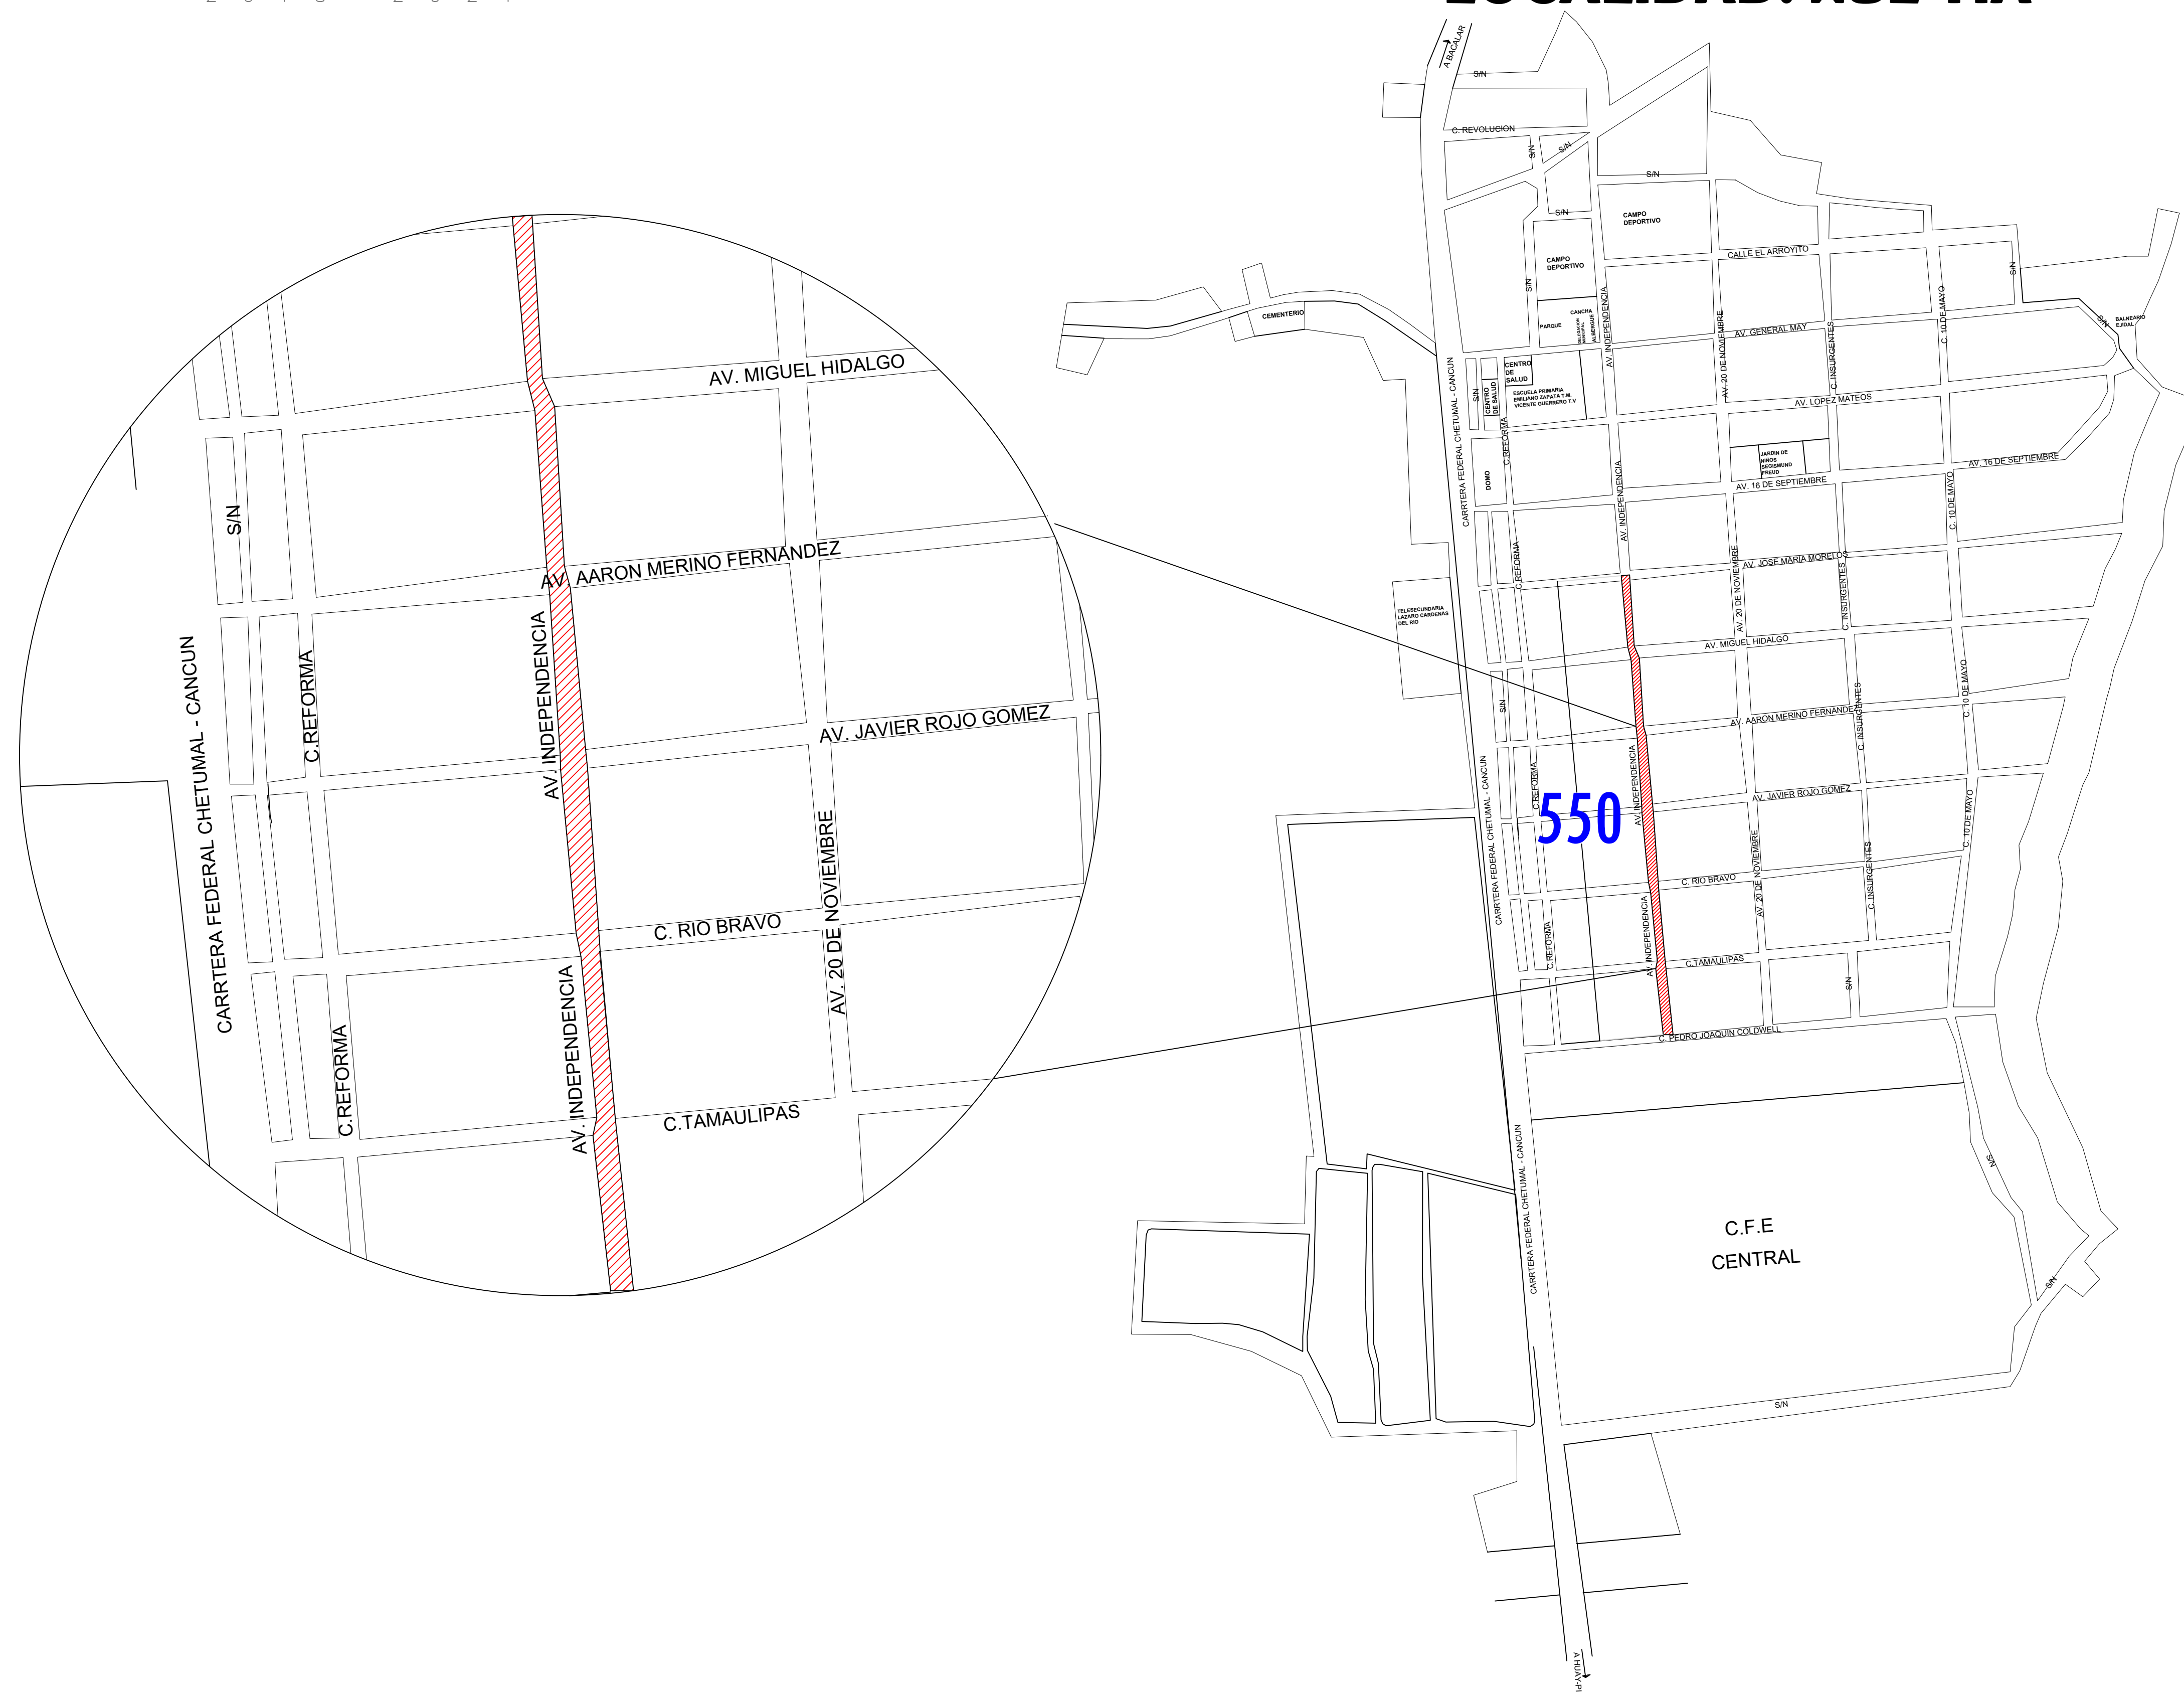 A BACALAR
S/N
C. REVOLUCION
S/N
S/N
S/N
S/N
CAMPO
DEPORTIVO
CAMPO
DEPORTIVO
CALLE EL ARROYITO
S/N
S/N
CEMENTERIO
PARQUE
CANCHA
DELEGACION
MUNICIPAL
ALBERGUE
AV. INDEPENDENCIA
AV. 20 DE NOVIEMBRE
AV. GENERAL MAY
C. INSURGENTES
C. 10 DE MAYO
S/N
BALNEARIO
EJIDAL
CARRTERA FEDERAL CHETUMAL - CANCUN
S/N
CENTRO
DE SALUD
CENTRO
DE
SALUD
ESCUELA PRIMARIA
EMILIANO ZAPATA T.M.
VICENTE GUERRERO T.V
C.REFORMA
AV. LOPEZ MATEOS
DOMO
JARDIN DE
NIÑOS
SEGISMUND
FREUD
AV. 16 DE SEPTIEMBRE
AV. 16 DE SEPTIEMBRE
AV. INDEPENDENCIA
C. 10 DE MAYO
C.REFORMA
AV. 20 DE NOVIEMBRE
AV. JOSE MARIA MORELOS
C. INSURGENTES
TELESECUNDARIA
LAZARO CARDENAS
DEL RIO
AV. MIGUEL HIDALGO
S/N
C. 10 DE MAYO
AV. AARON MERINO FERNANDEZ
C. INSURGENTES
CARRTERA FEDERAL CHETUMAL - CANCUN
C.REFORMA
AV. INDEPENDENCIA
550
AV. JAVIER ROJO GOMEZ
C. 10 DE MAYO
C. RIO BRAVO
AV. 20 DE NOVIEMBRE
C. INSURGENTES
C.REFORMA
AV. INDEPENDENCIA
C.TAMAULIPAS
S/N
C. PEDRO JOAQUIN COLDWELL
CARRTERA FEDERAL CHETUMAL - CANCUN
S/N
C.F.E
CENTRAL
S/N
S/N
A HUAY-PI
AV. MIGUEL HIDALGO
S/N
AV. AARON MERINO FERNANDEZ
CARRTERA FEDERAL CHETUMAL - CANCUN
C.REFORMA
AV. INDEPENDENCIA
AV. JAVIER ROJO GOMEZ
AV. 20 DE NOVIEMBRE
C. RIO BRAVO
C.REFORMA
AV. INDEPENDENCIA
C.TAMAULIPAS